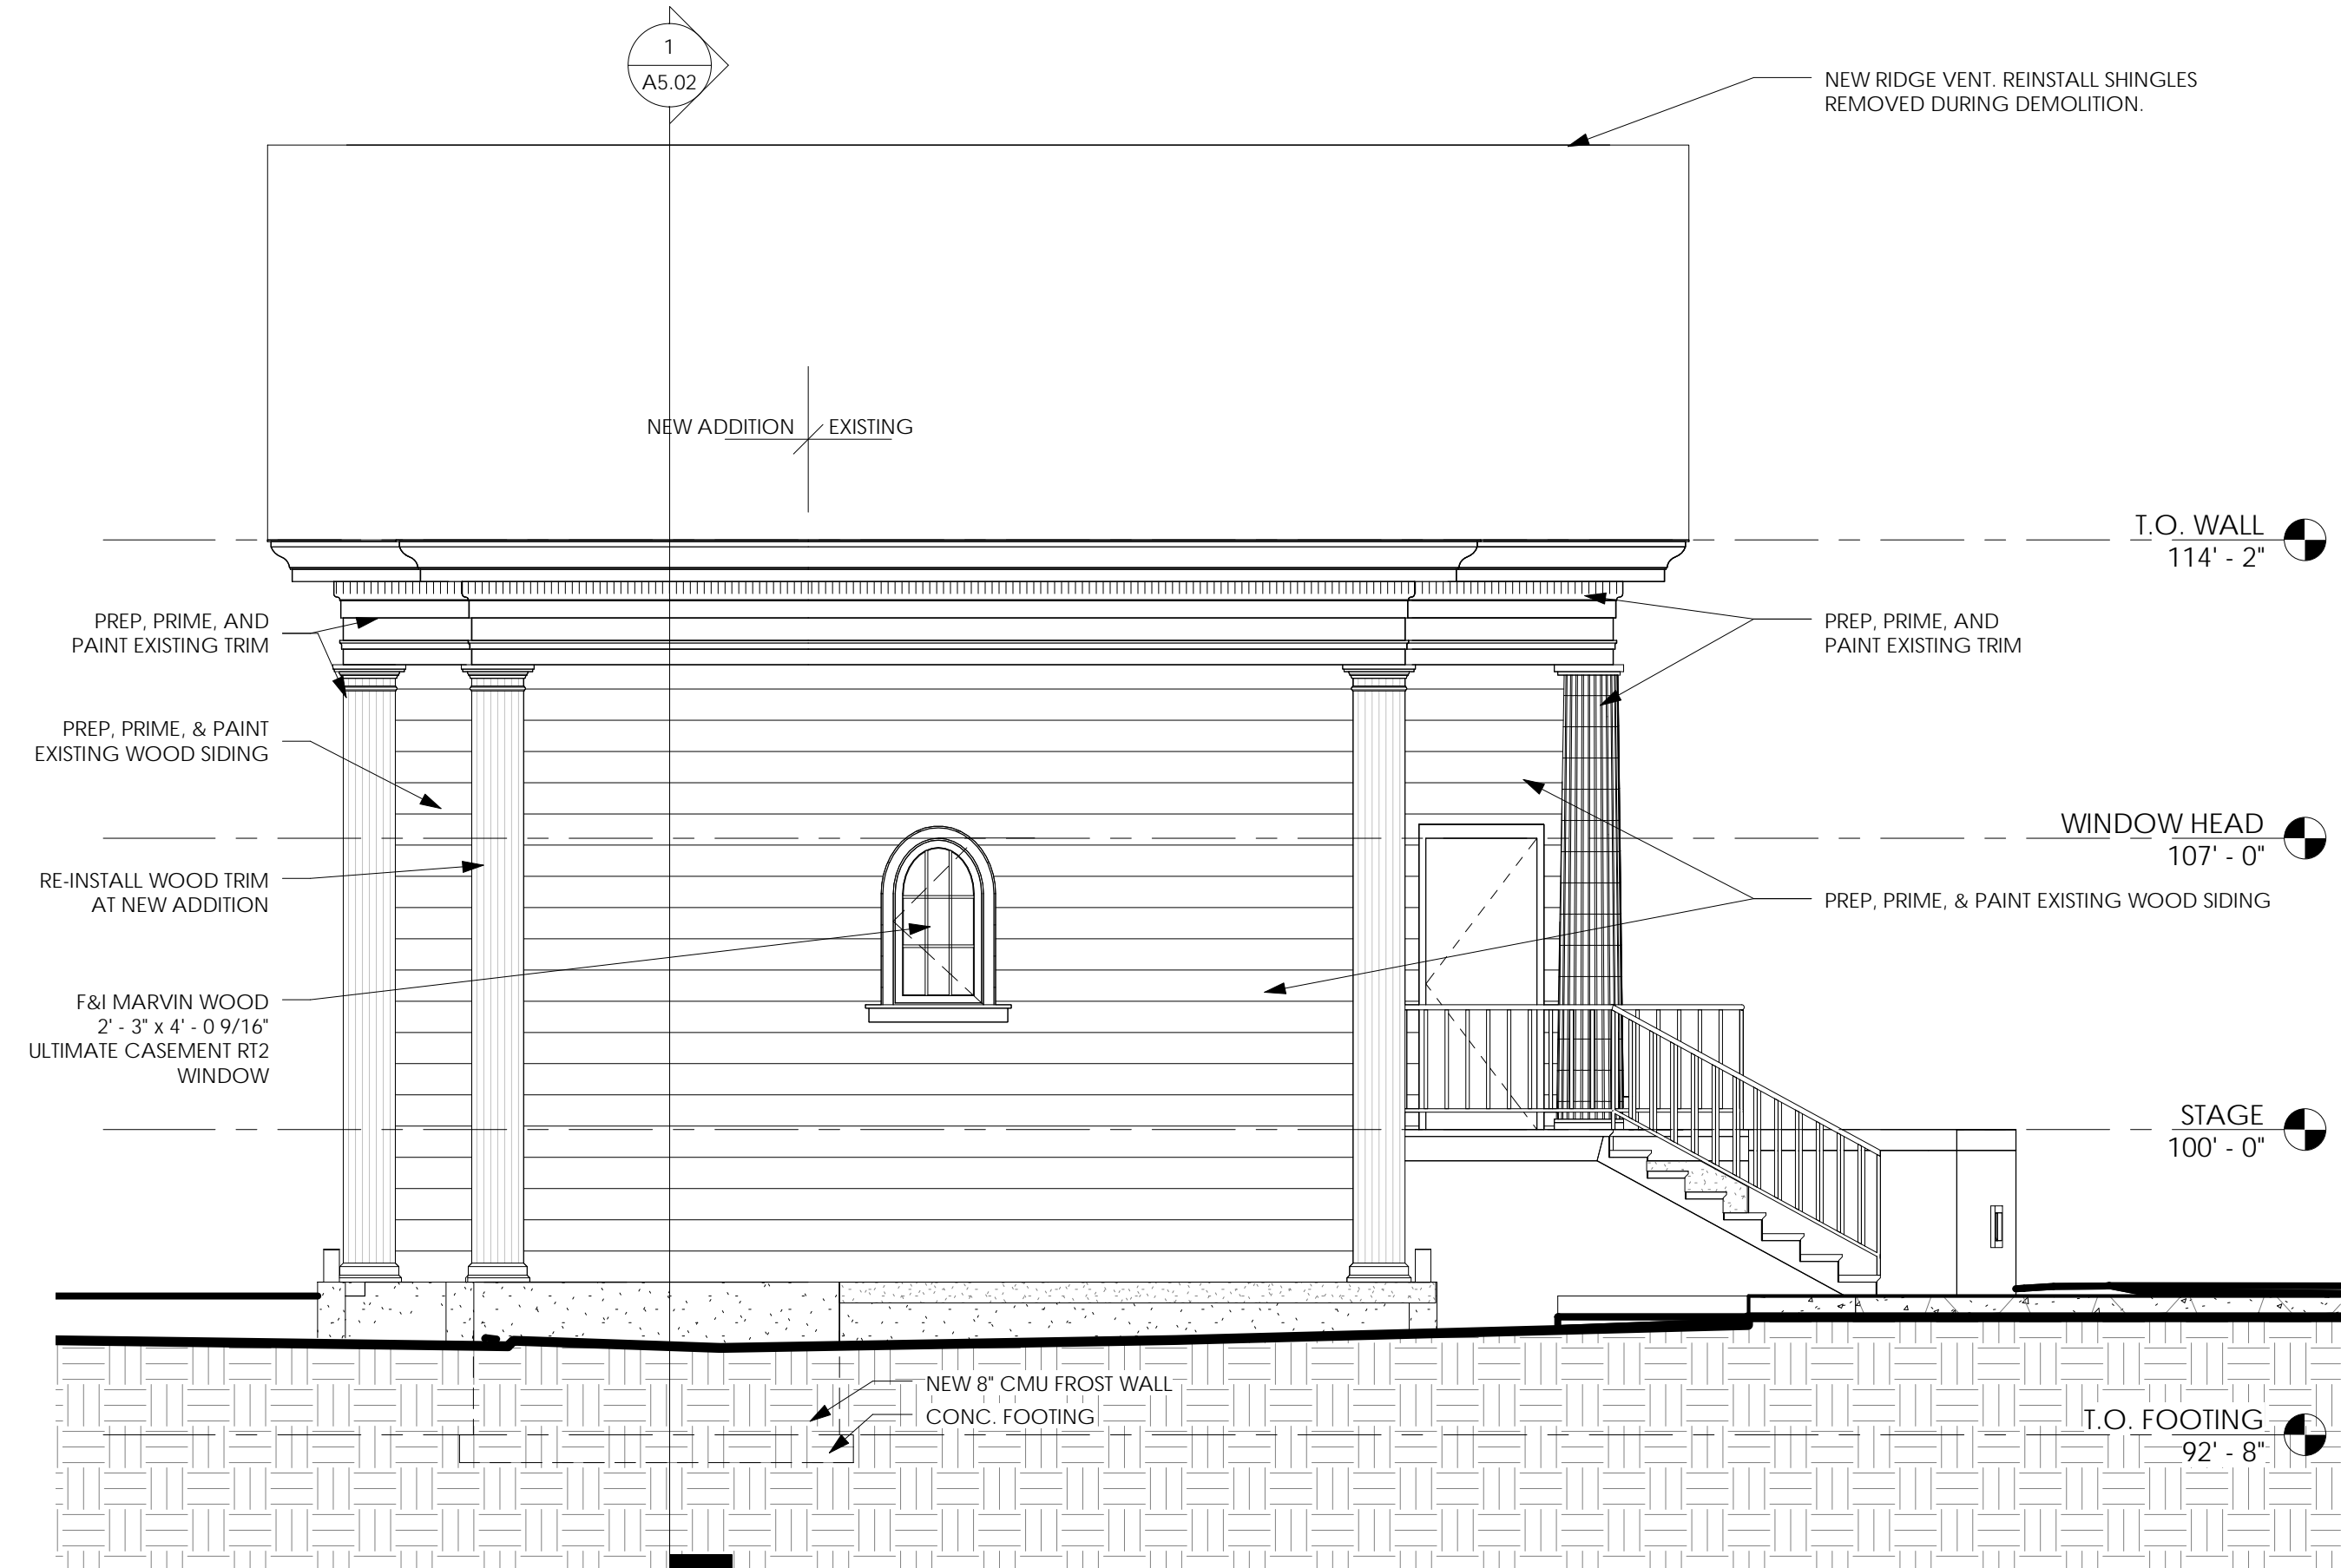 1
A5.02
NEW RIDGE VENT. REINSTALL SHINGLES
REMOVED DURING DEMOLITION.
NEW ADDITION
EXISTING
T.O. WALL
114' - 2"
PREP, PRIME, AND
PAINT EXISTING TRIM
PREP, PRIME, AND
PAINT EXISTING TRIM
PREP, PRIME, & PAINT
EXISTING WOOD SIDING
WINDOW HEAD
107' - 0"
RE-INSTALL WOOD TRIM
AT NEW ADDITION
PREP, PRIME, & PAINT EXISTING WOOD SIDING
F&I MARVIN WOOD
2' - 3" x 4' - 0 9/16"
ULTIMATE CASEMENT RT2
WINDOW
STAGE
100' - 0"
NEW 8" CMU FROST WALL
CONC. FOOTING
T.O. FOOTING
92' - 8"